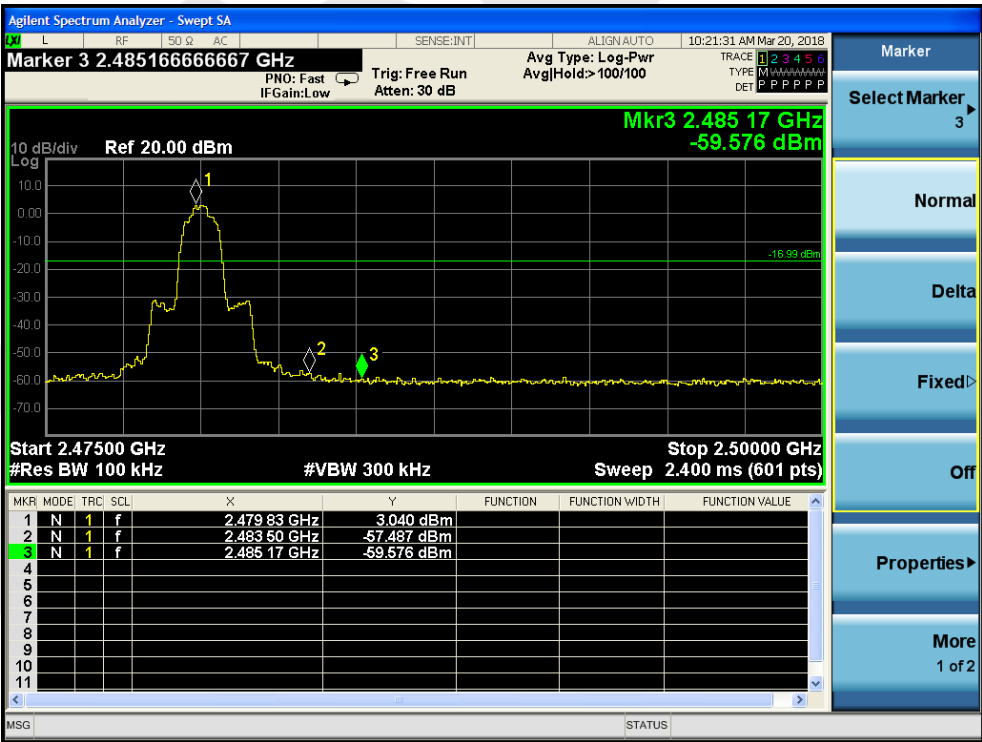 Agilent Spectrum Analyzer - Swept SA
LXI L RF 50 Ω AC SENSE:INT ALIGN AUTO 10:21:31 AM Mar 20, 2018
Marker 3 2.485166666667 GHz
PNO: Fast
IFGain:Low
Trig: Free Run
Atten: 30 dB
Avg Type: Log-Pwr
Avg|Hold:>100/100
TRACE 1 2 3 4 5 6
TYPE M W W W W W
DET P P P P P P
Mkr3 2.485 17 GHz
-59.576 dBm
10 dB/div Ref 20.00 dBm
Log
10.0
0.00
-10.0
-20.0
-30.0
-40.0
-50.0
-60.0
-70.0
1
2
3
-16.99 dBm
Start 2.47500 GHz Stop 2.50000 GHz
#Res BW 100 kHz #VBW 300 kHz Sweep 2.400 ms (601 pts)
MKR MODE TRC SCL X Y FUNCTION FUNCTION WIDTH FUNCTION VALUE
1 N 1 f 2.479 83 GHz 3.040 dBm
2 N 1 f 2.483 50 GHz -57.487 dBm
3 N 1 f 2.485 17 GHz -59.576 dBm
4
5
6
7
8
9
10
11
MSG STATUS
Marker
Select Marker
3
Normal
Delta
Fixed
Off
Properties
More
1 of 2